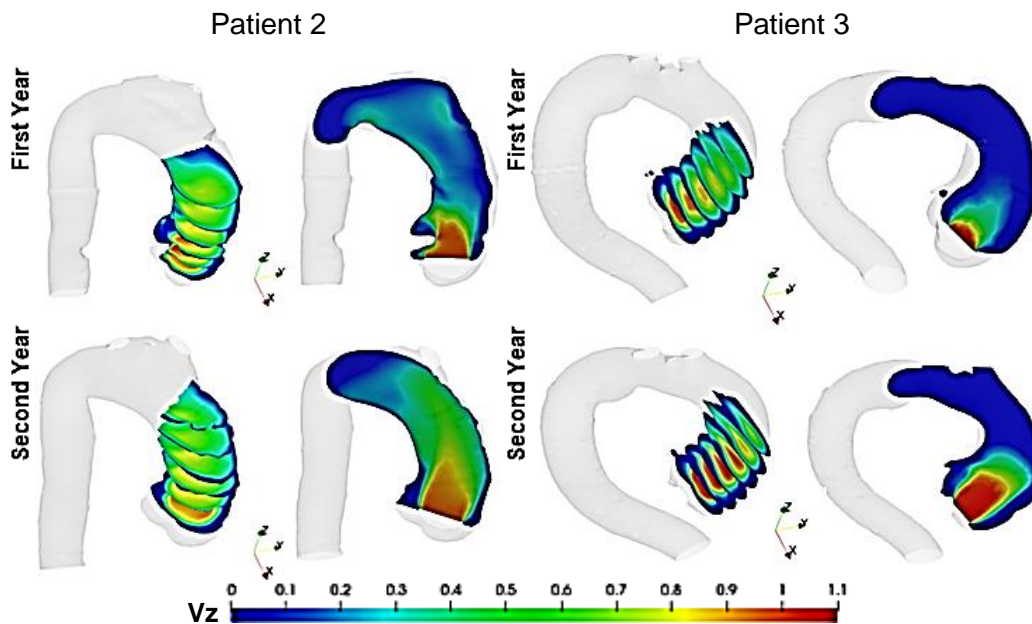 Patient 2
Patient 3
First Year
First Year
Z
Y
X
Z
Y
X
Second Year
Second Year
Z
Y
X
Z
Y
X
0 0.1 0.2 0.3 0.4 0.5 0.6 0.7 0.8 0.9 1 1.1
Vz